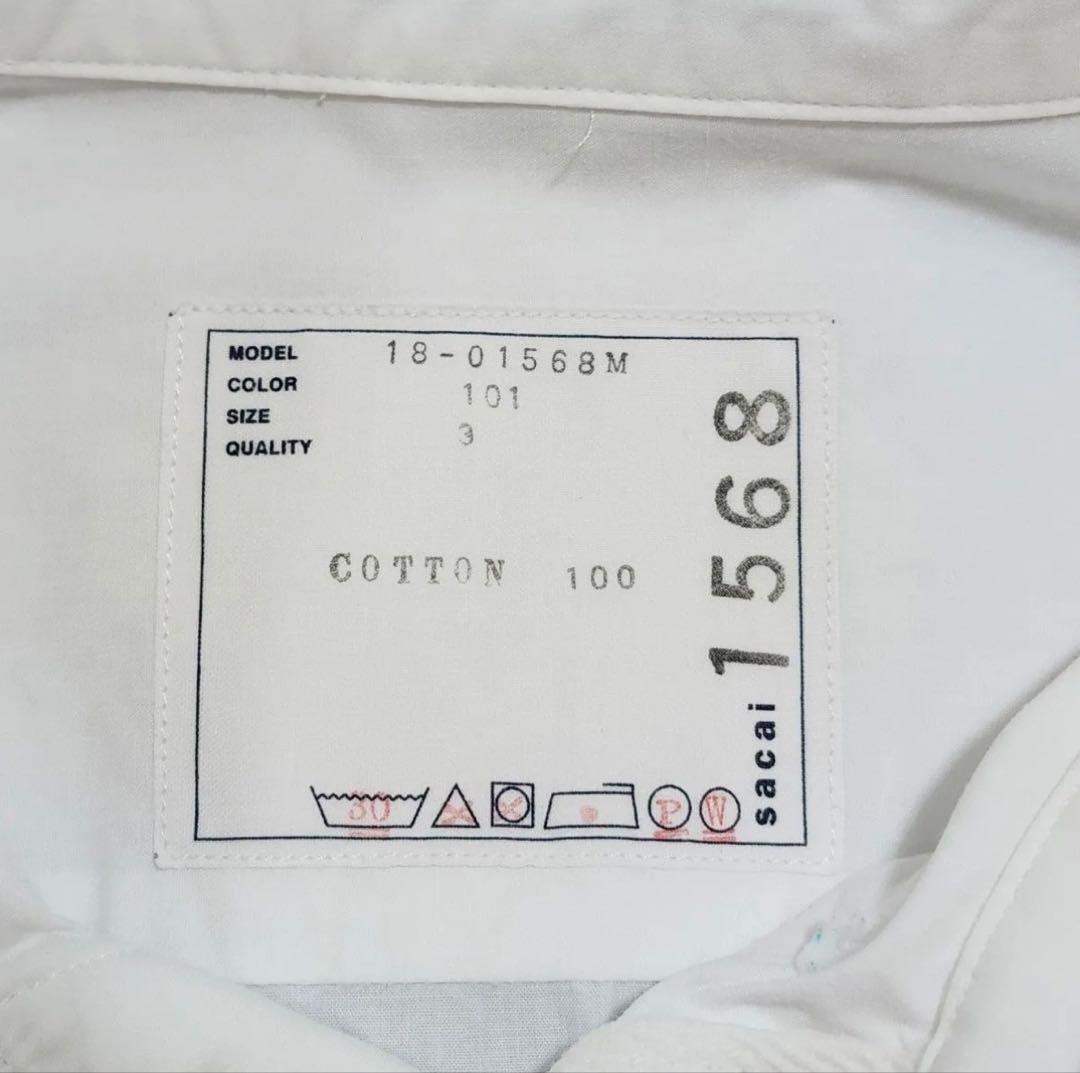 MODEL 18-01568M
COLOR 101
SIZE 3
QUALITY
COTTON 100
30 P W
sacai 1568